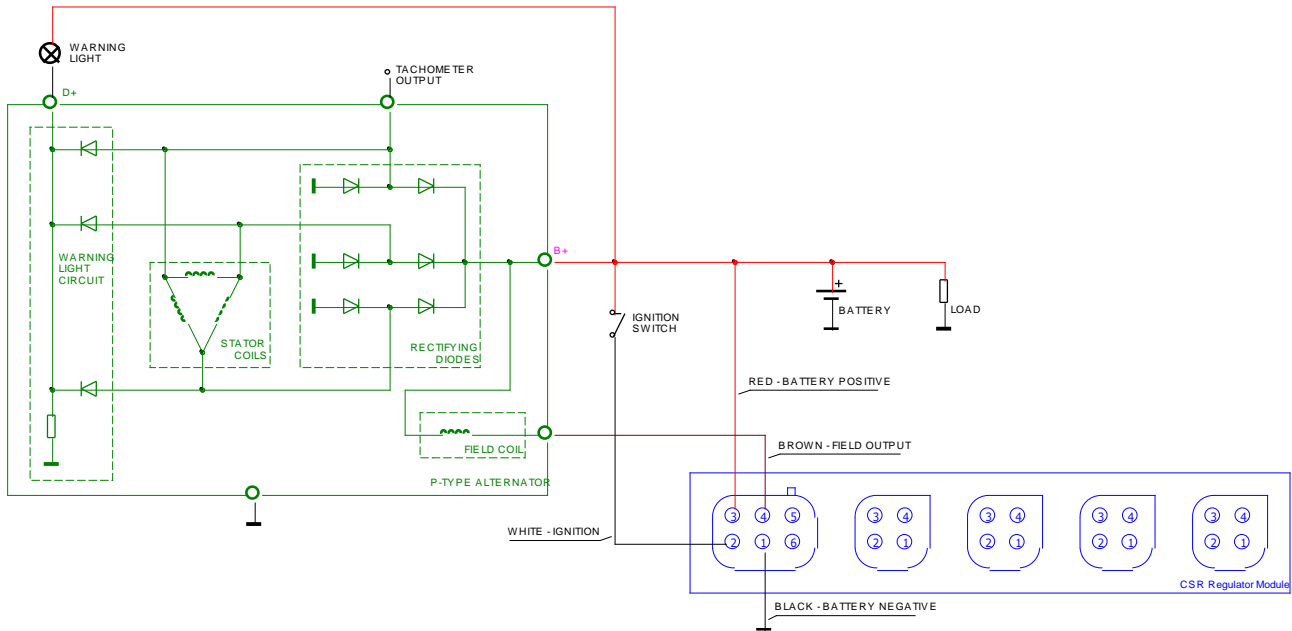 WARNING
LIGHT
TACHOMETER
OUTPUT
D+
WARNING
LIGHT
CIRCUIT
STATOR
COILS
RECTIFYING
DIODES
B+
FIELD COIL
P-TYPE ALTERNATOR
IGNITION
SWITCH
+
BATTERY
LOAD
RED - BATTERY POSITIVE
BROWN - FIELD OUTPUT
WHITE - IGNITION
3 4 5
2 1 6
3 4
2 1
3 4
2 1
3 4
2 1
3 4
2 1
CSR Regulator Module
BLACK - BATTERY NEGATIVE